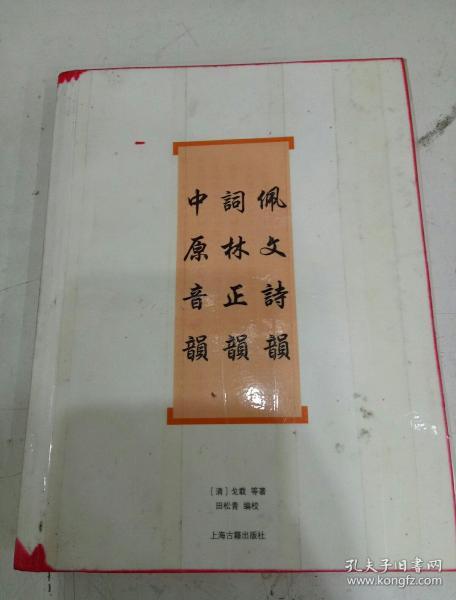 佩文詩韻
詞林正韻
中原音韻
［清］戈载 等著
田松青 编校
上海古籍出版社
孔夫子旧书网
www.kongfz.com